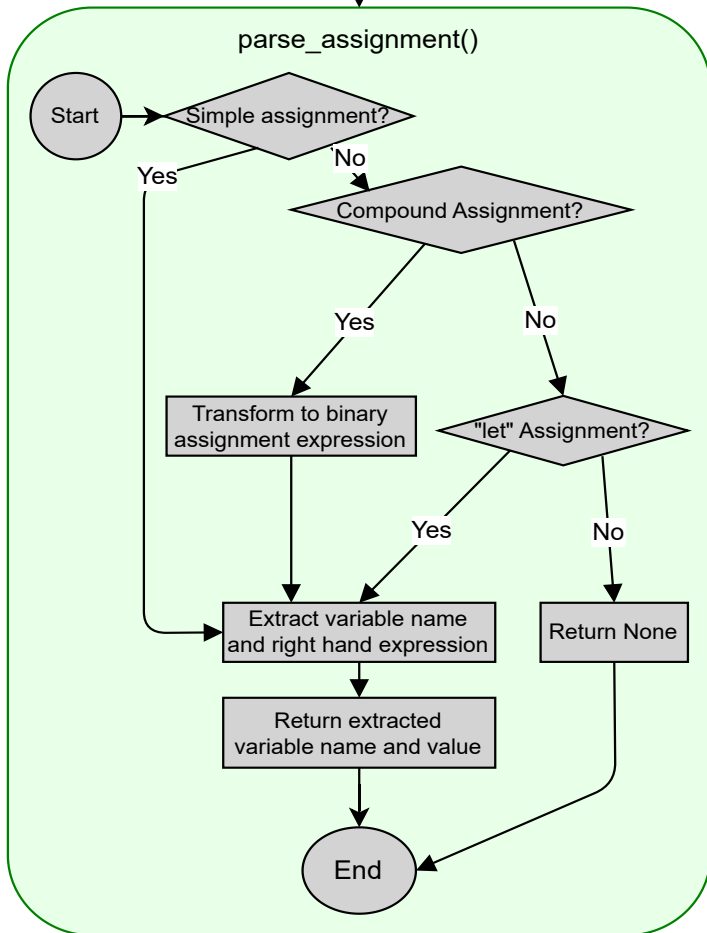 parse_assignment()
Start
Simple assignment?
Yes
No
Compound Assignment?
Yes
No
Transform to binary
assignment expression
"let" Assignment?
Yes
No
Extract variable name
and right hand expression
Return None
Return extracted
variable name and value
End